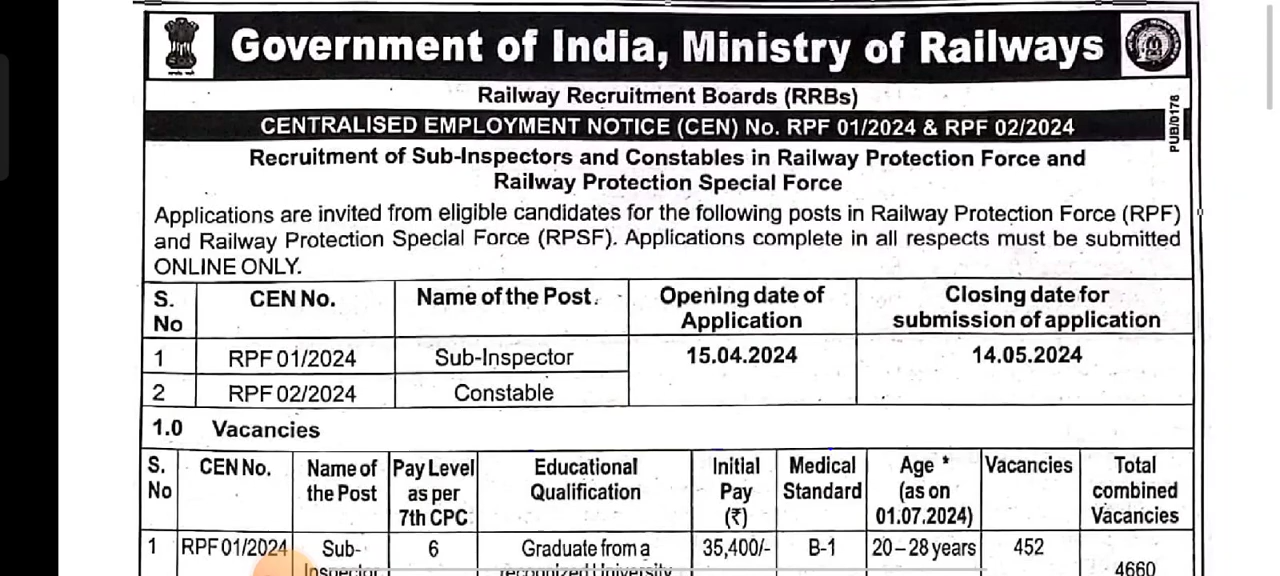 Government of India, Ministry of Railways
Railway Recruitment Boards (RRBs)
PUB/0178
CENTRALISED EMPLOYMENT NOTICE (CEN) No. RPF 01/2024 & RPF 02/2024
Recruitment of Sub-Inspectors and Constables in Railway Protection Force and
Railway Protection Special Force
Applications are invited from eligible candidates for the following posts in Railway Protection Force (RPF)
and Railway Protection Special Force (RPSF). Applications complete in all respects must be submitted
ONLINE ONLY.
S. No CEN No. Name of the Post. Opening date of Application Closing date for submission of application
1 RPF 01/2024 Sub-Inspector 15.04.2024 14.05.2024
2 RPF 02/2024 Constable
1.0 Vacancies
S. No CEN No. Name of the Post Pay Level as per 7th CPC Educational Qualification Initial Pay (₹) Medical Standard Age * (as on 01.07.2024) Vacancies Total combined Vacancies
1 RPF 01/2024 Sub- 6 Graduate from a 35,400/- B-1 20–28 years 452
Inspector recognized University 4660